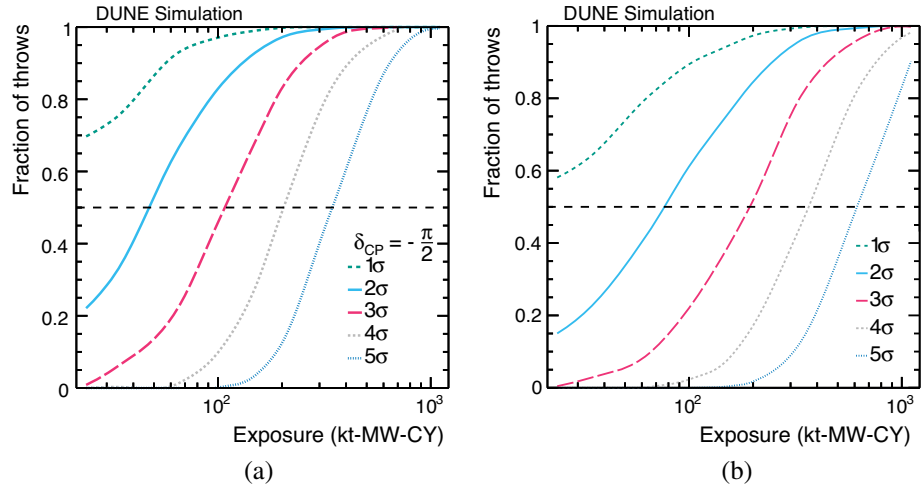 DUNE Simulation
Fraction of throws
1
0.8
0.6
0.4
0.2
0
δCP = - π/2
1σ
2σ
3σ
4σ
5σ
10²
10³
Exposure (kt-MW-CY)
(a)
DUNE Simulation
Fraction of throws
1
0.8
0.6
0.4
0.2
0
1σ
2σ
3σ
4σ
5σ
10²
10³
Exposure (kt-MW-CY)
(b)